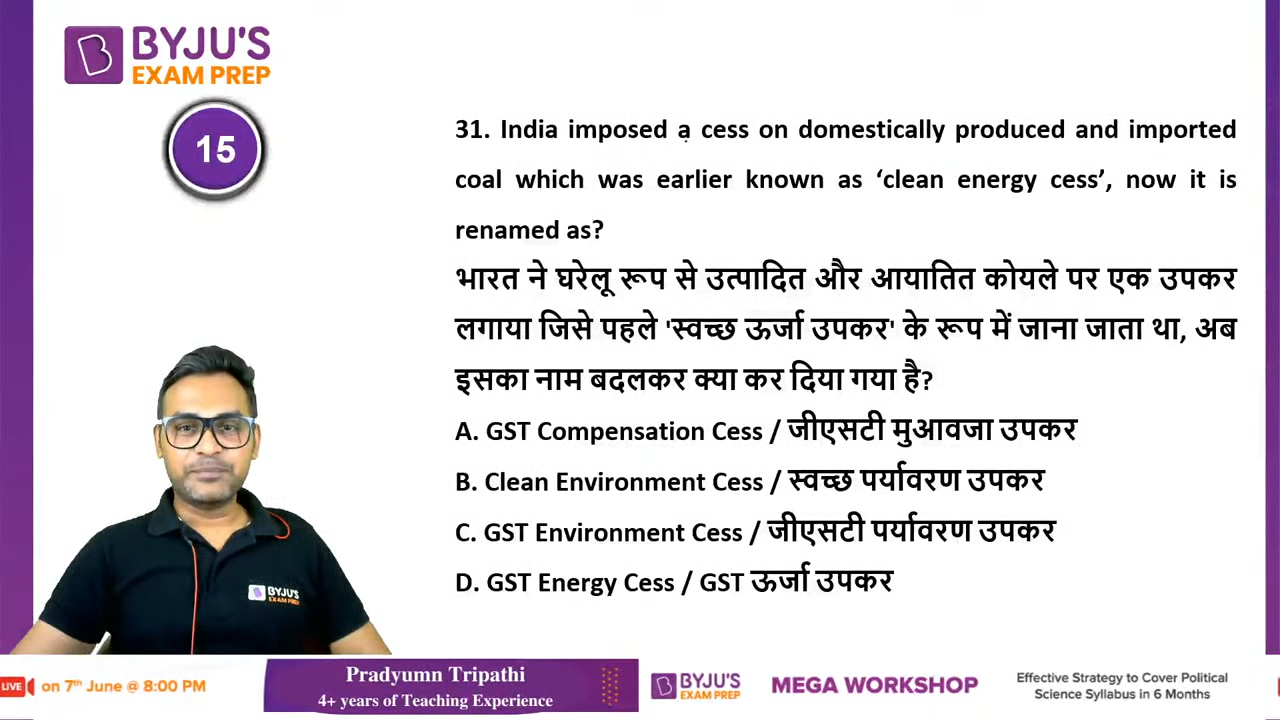 BYJU'S
EXAM PREP
15
31. India imposed a cess on domestically produced and imported
coal which was earlier known as ‘clean energy cess’, now it is
renamed as?
भारत ने घरेलू रूप से उत्पादित और आयातित कोयले पर एक उपकर
लगाया जिसे पहले 'स्वच्छ ऊर्जा उपकर' के रूप में जाना जाता था, अब
इसका नाम बदलकर क्या कर दिया गया है?
A. GST Compensation Cess / जीएसटी मुआवजा उपकर
B. Clean Environment Cess / स्वच्छ पर्यावरण उपकर
C. GST Environment Cess / जीएसटी पर्यावरण उपकर
D. GST Energy Cess / GST ऊर्जा उपकर
BYJU'S
EXAM PREP
LIVE on 7th June @ 8:00 PM
Pradyumn Tripathi
4+ years of Teaching Experience
BYJU'S
EXAM PREP
MEGA WORKSHOP
Effective Strategy to Cover Political
Science Syllabus in 6 Months